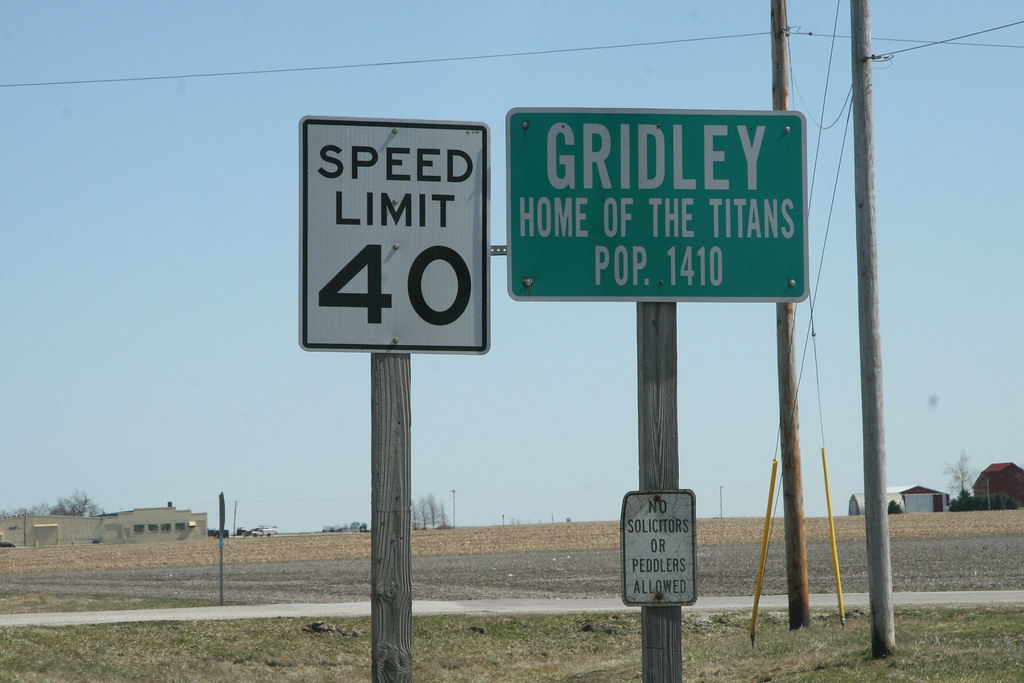 SPEED
LIMIT
40
GRIDLEY
HOME OF THE TITANS
POP. 1410
NO
SOLICITORS
OR
PEDDLERS
ALLOWED